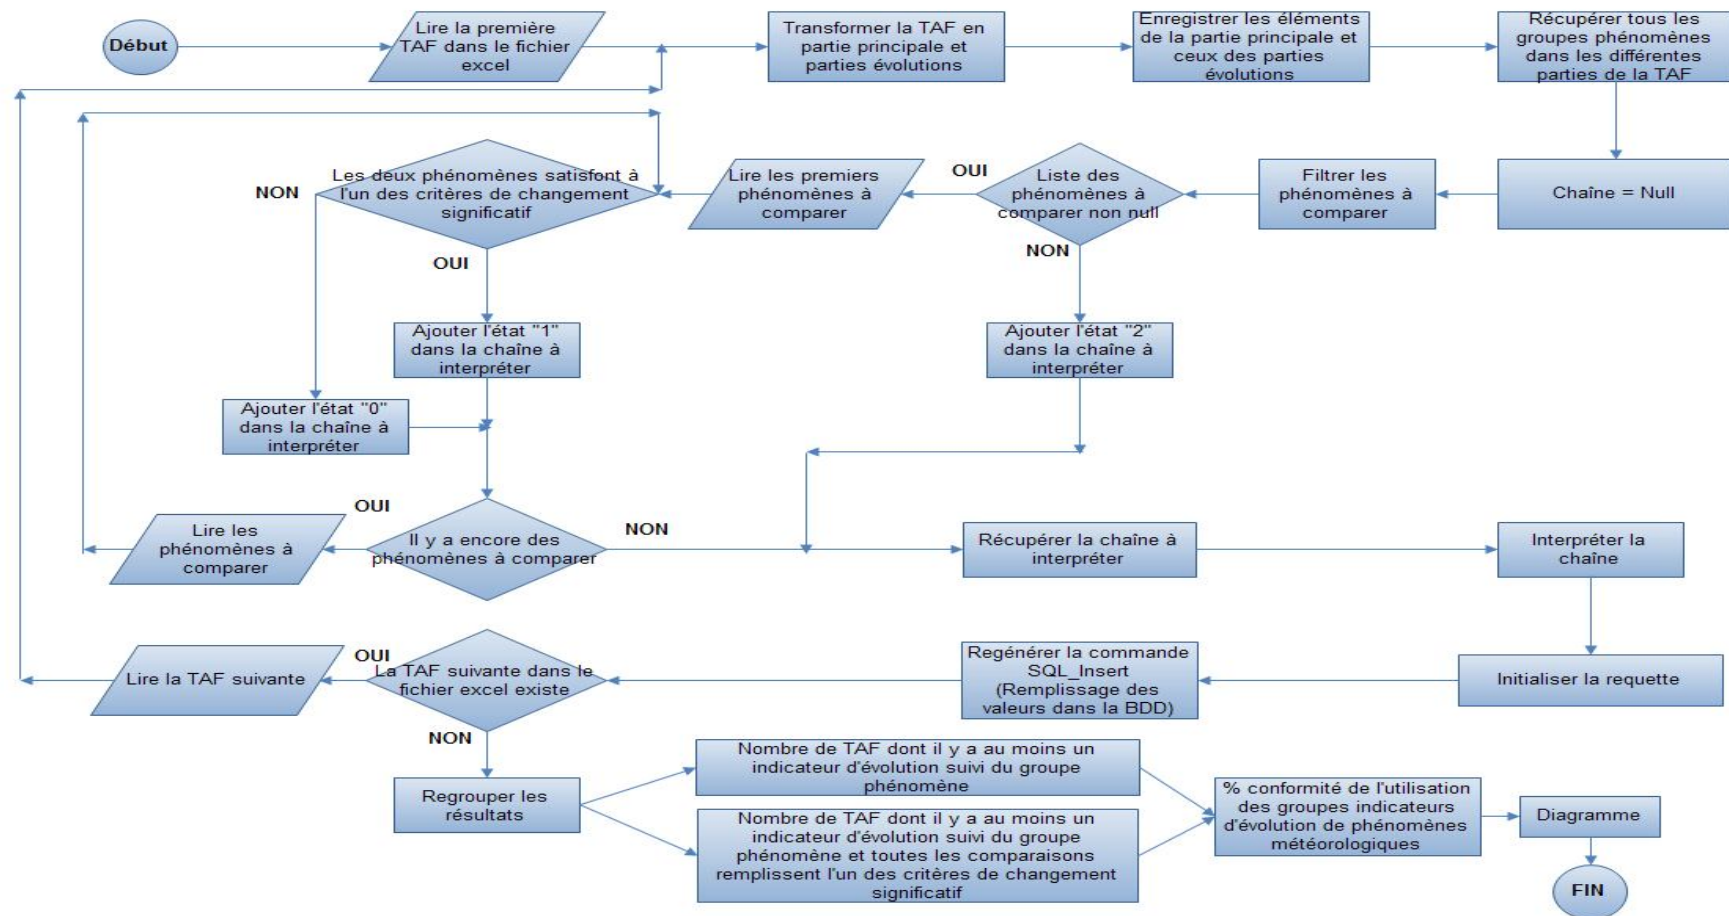 Début
Lire la première
TAF dans le fichier
excel
Transformer la TAF en
partie principale et
parties évolutions
Enregistrer les éléments
de la partie principale et
ceux des parties
évolutions
Récupérer tous les
groupes phénomènes
dans les différentes
parties de la TAF
Les deux phénomènes satisfont à
l'un des critères de changement
significatif
NON
OUI
Lire les premiers
phénomènes à
comparer
OUI
Liste des
phénomènes à
comparer non null
NON
Filtrer les
phénomènes à
comparer
Chaîne = Null
Ajouter l'état "1"
dans la chaîne à
interpréter
Ajouter l'état "2"
dans la chaîne à
interpréter
Ajouter l'état "0"
dans la chaîne à
interpréter
Lire les
phénomènes à
comparer
OUI
Il y a encore des
phénomènes à comparer
NON
Récupérer la chaîne à
interpréter
Interpréter la
chaîne
Lire la TAF suivante
OUI
La TAF suivante dans le
fichier excel existe
NON
Regénérer la commande
SQL_Insert
(Remplissage des
valeurs dans la BDD)
Initialiser la requette
Regrouper les
résultats
Nombre de TAF dont il y a au moins un
indicateur d'évolution suivi du groupe
phénomène
Nombre de TAF dont il y a au moins un
indicateur d'évolution suivi du groupe
phénomène et toutes les comparaisons
remplissent l'un des critères de changement
significatif
% conformité de l'utilisation
des groupes indicateurs
d'évolution de phénomènes
météorologiques
Diagramme
FIN